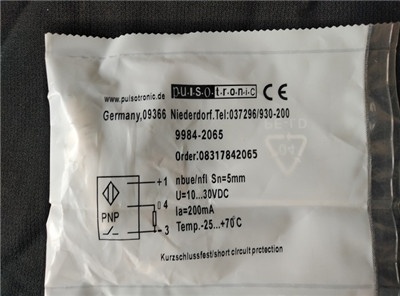 www.pulsotronic.de PULSOtronic CE
Germany,09366 Niederdorf.Tel:037296/930-200
9984-2065
Order:08317842065
+1 nbue/nfl Sn=5mm
4 U=10...30VDC
PNP Ia=200mA
-3 Temp.-25...+70°C
Kurzschlussfest/short circuit protection